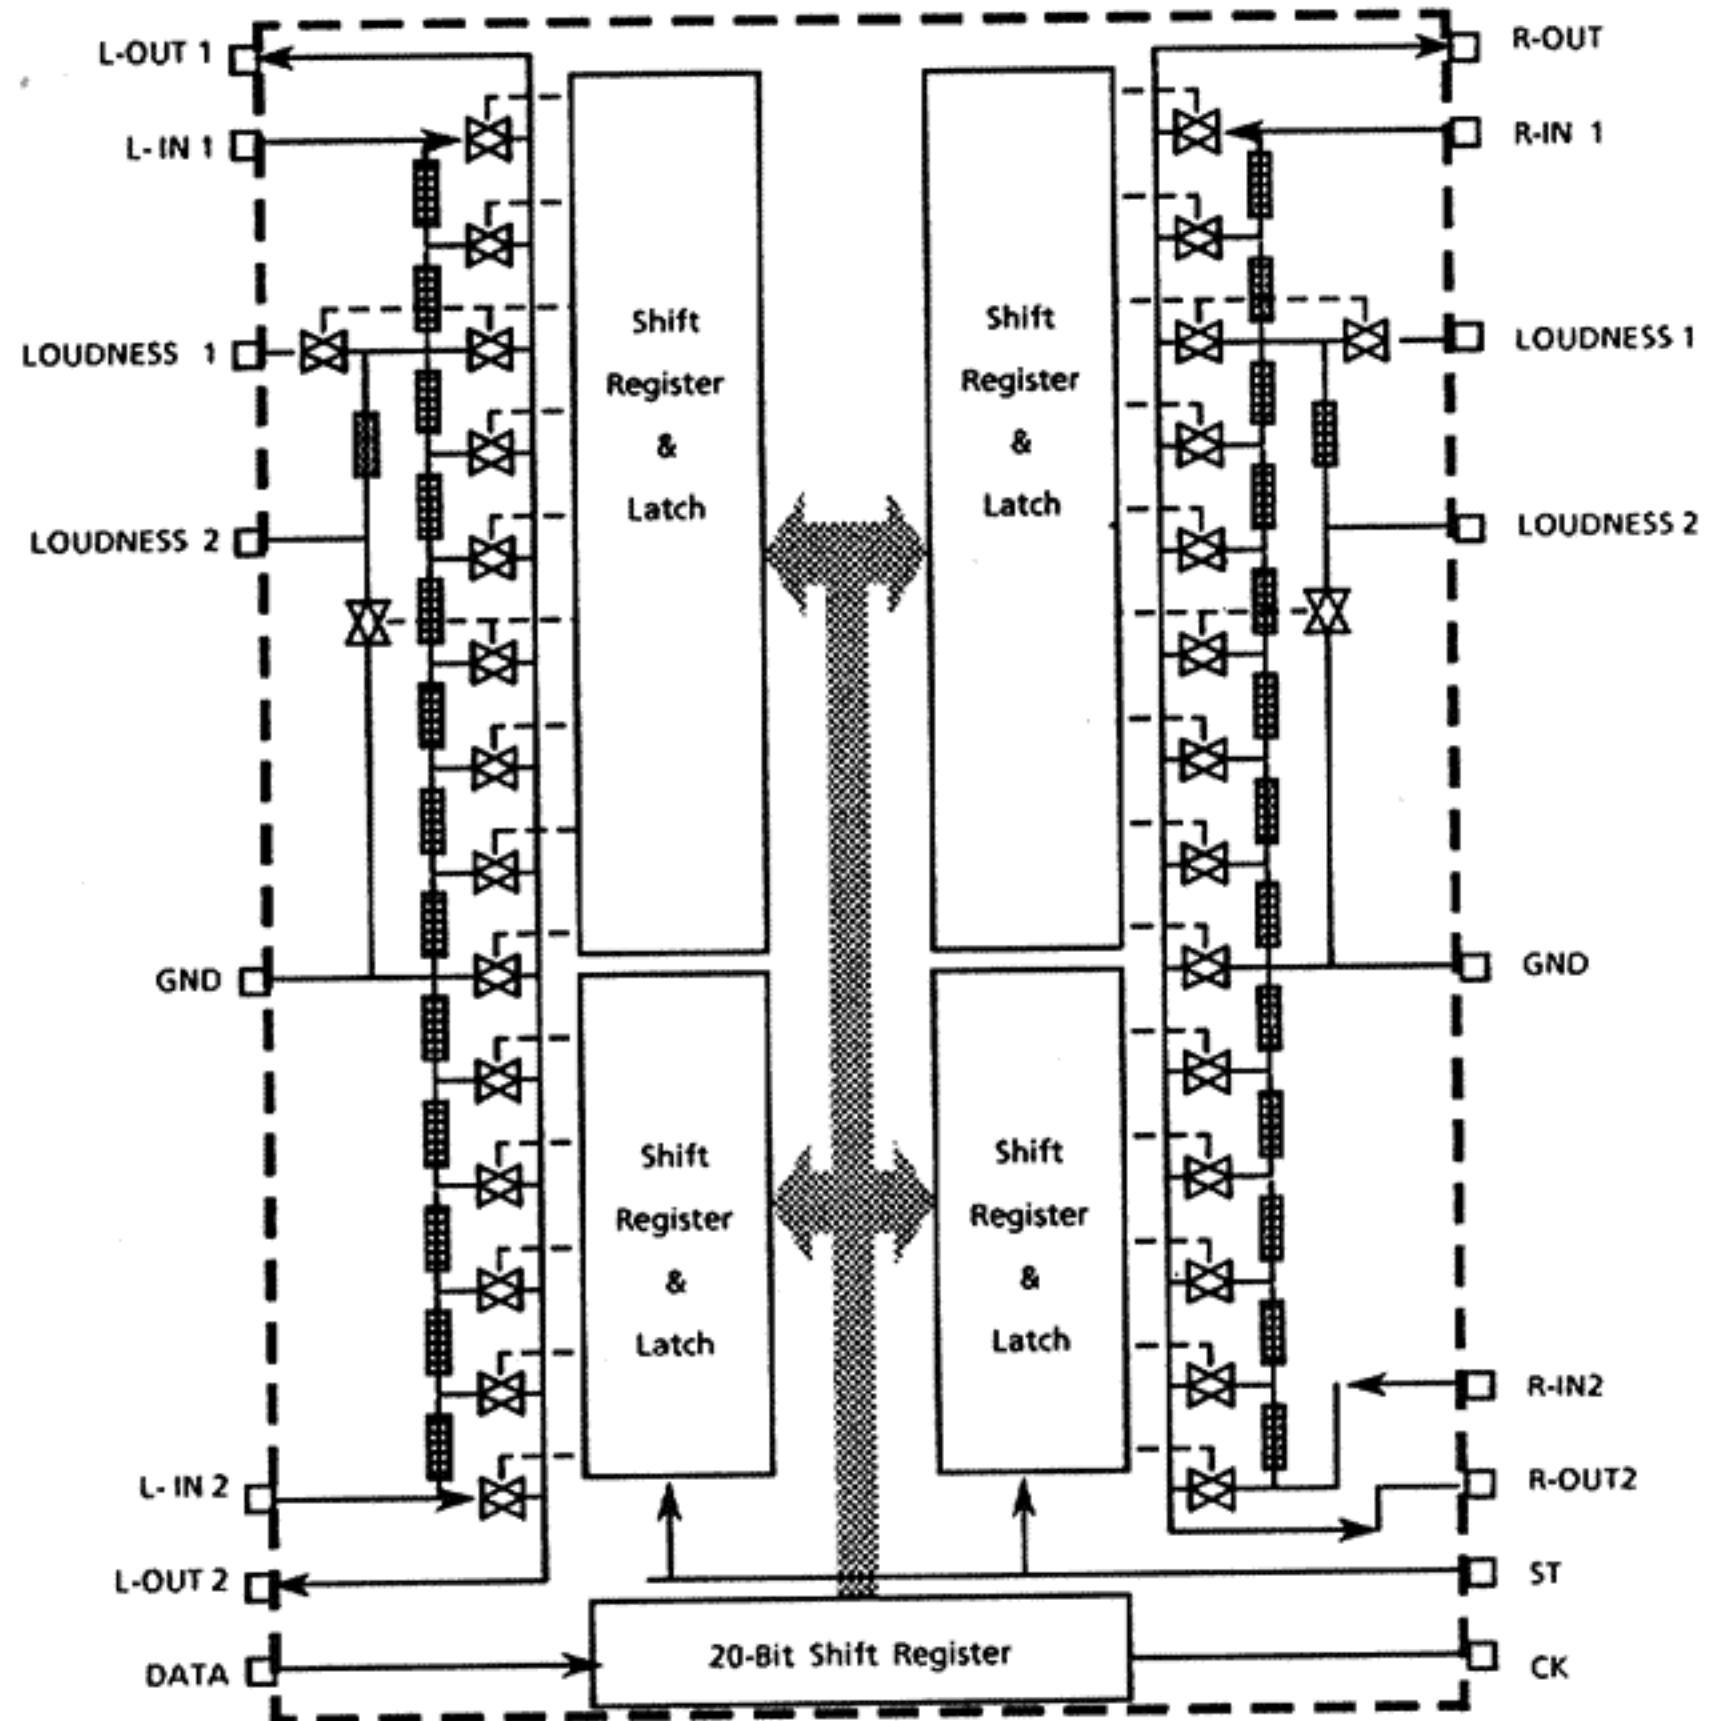 L-OUT 1
R-OUT
L- IN 1
R-IN 1
Shift
Register
&
Latch
Shift
Register
&
Latch
LOUDNESS 1
LOUDNESS 1
LOUDNESS 2
LOUDNESS 2
GND
GND
Shift
Register
&
Latch
Shift
Register
&
Latch
R-IN2
L- IN 2
R-OUT2
L-OUT 2
ST
20-Bit Shift Register
DATA
CK